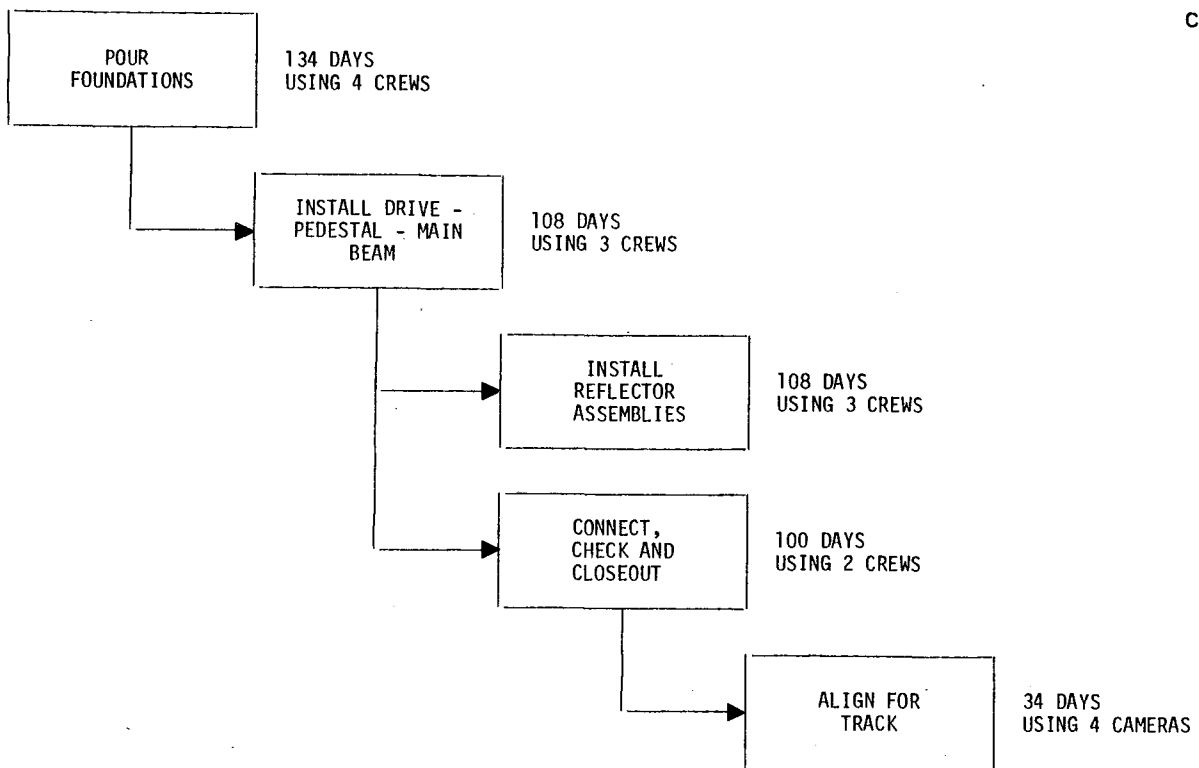 C
POUR
FOUNDATIONS
134 DAYS
USING 4 CREWS
INSTALL DRIVE -
PEDESTAL - MAIN
BEAM
108 DAYS
USING 3 CREWS
INSTALL
REFLECTOR
ASSEMBLIES
108 DAYS
USING 3 CREWS
CONNECT,
CHECK AND
CLOSEOUT
100 DAYS
USING 2 CREWS
ALIGN FOR
TRACK
34 DAYS
USING 4 CAMERAS